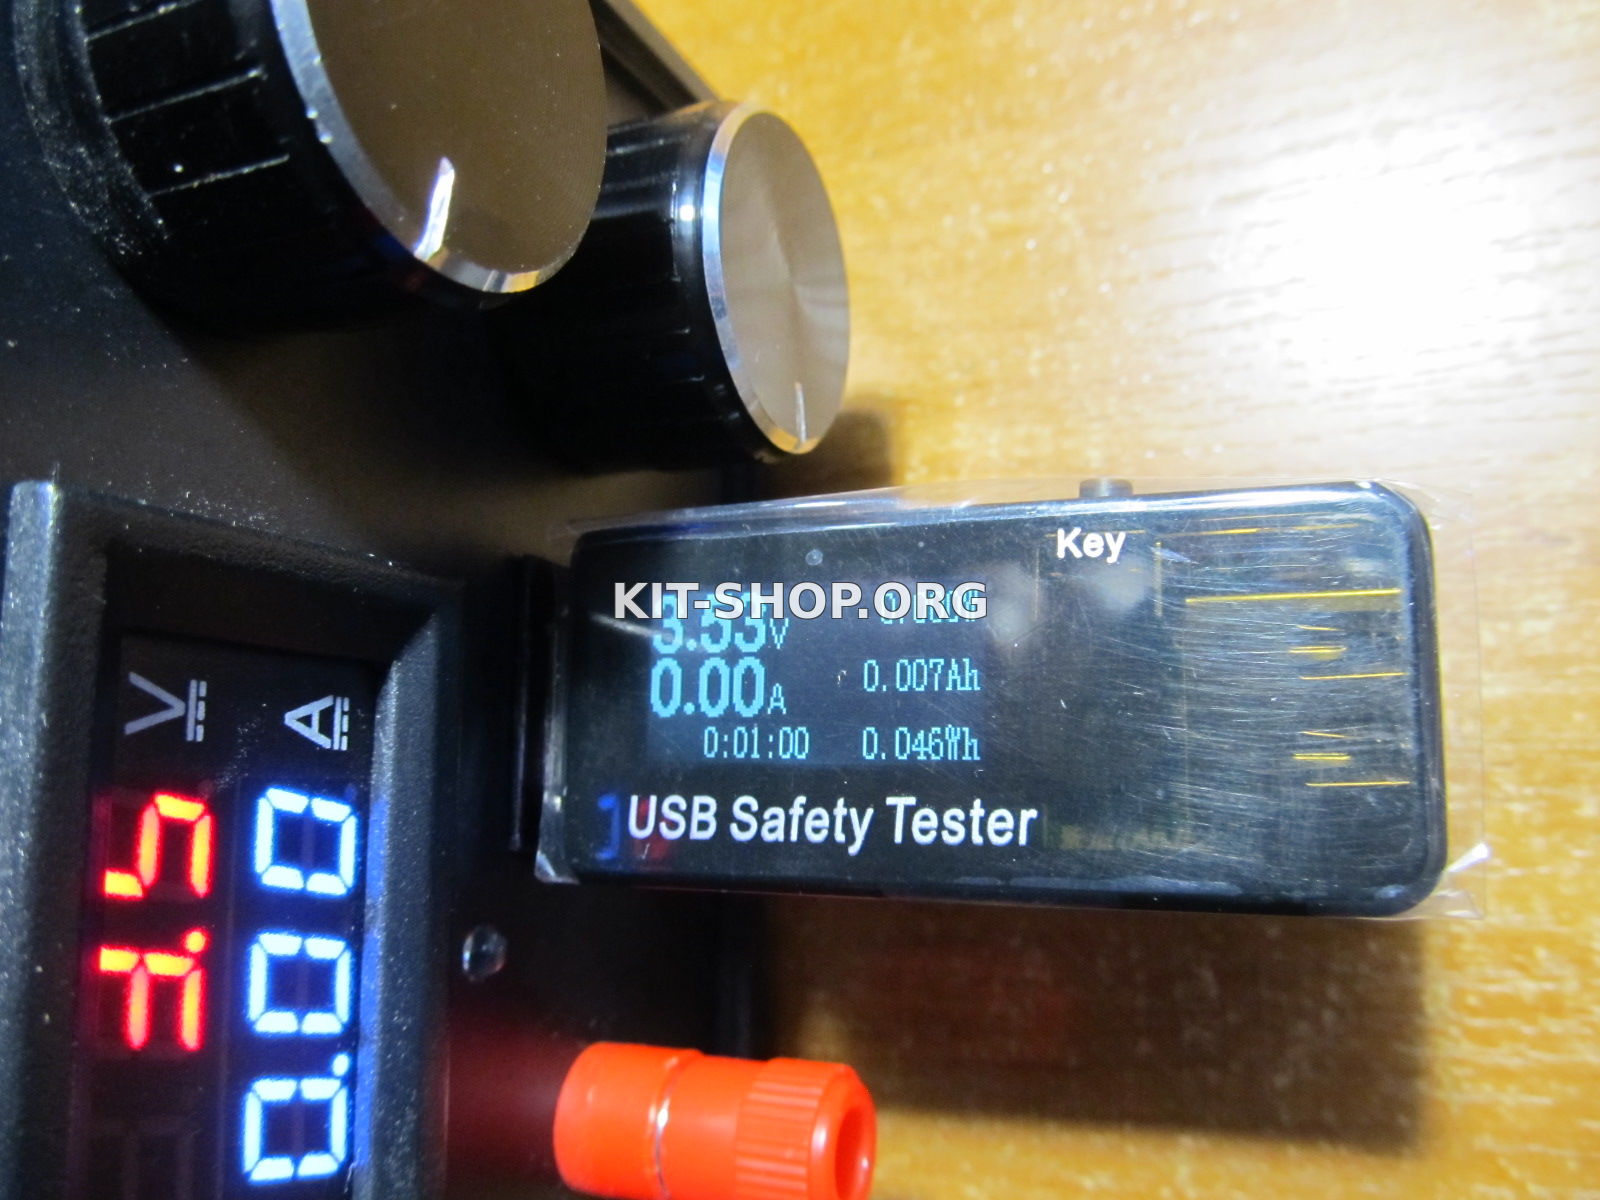 Key
KIT-SHOP.ORG
0.00A
0.007Ah
0:01:00
0.046Wh
USB Safety Tester
V
A
0.00